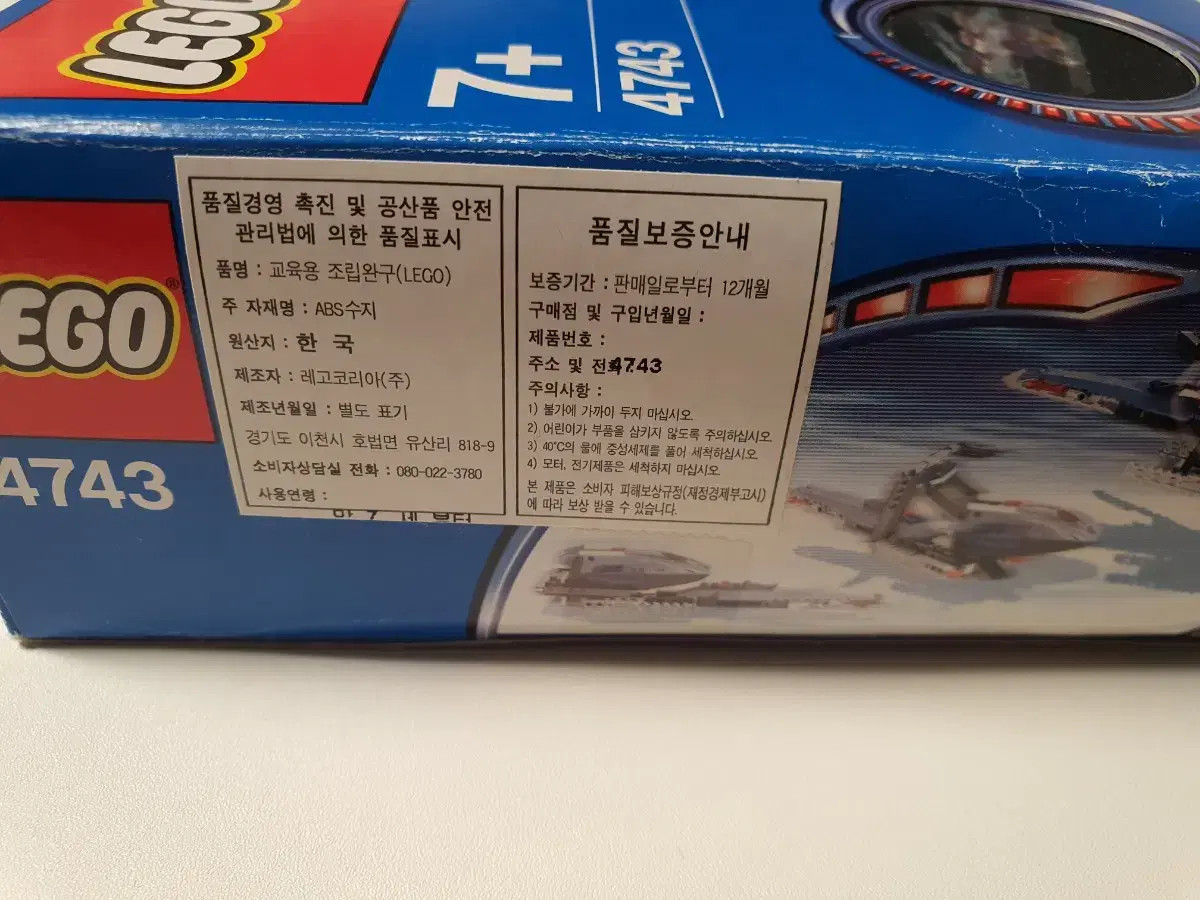 LEGO
7+
4743
LEGO
4743
품질경영 촉진 및 공산품 안전
관리법에 의한 품질표시
품명 : 교육용 조립완구(LEGO)
주 자재명 : ABS수지
원산지 : 한 국
제조자 : 레고코리아(주)
제조년월일 : 별도 표기
경기도 이천시 호법면 유산리 818-9
소비자상담실 전화 : 080-022-3780
사용연령 :
만 7 세 부터
품질보증안내
보증기간 : 판매일로부터 12개월
구매점 및 구입년월일 :
제품번호 :
주소 및 전화 4743
주의사항 :
1) 불가에 가까이 두지 마십시오.
2) 어린이가 부품을 삼키지 않도록 주의하십시오.
3) 40°C의 물에 중성세제를 풀어 세척하십시오.
4) 모터, 전기제품은 세척하지 마십시오.
본 제품은 소비자 피해보상규정(재정경제부고시)
에 따라 보상 받을 수 있습니다.